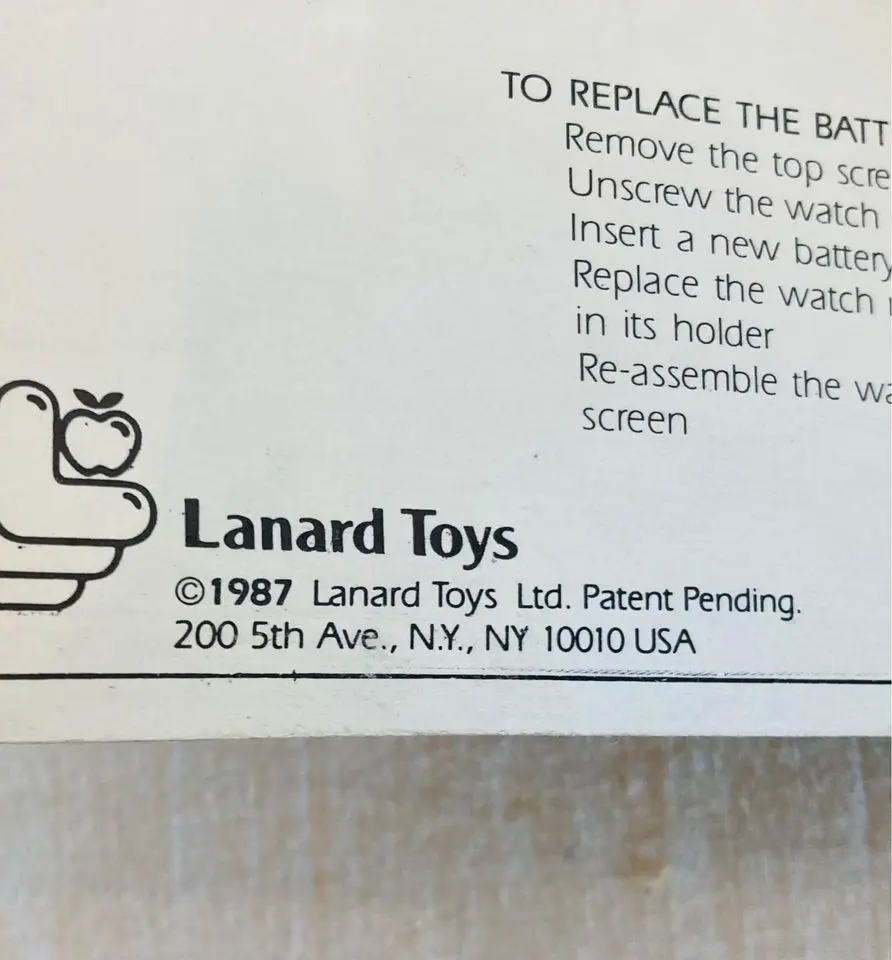 TO REPLACE THE BATT
Remove the top scre
Unscrew the watch
Insert a new battery
Replace the watch
in its holder
Re-assemble the wa
screen
Lanard Toys
©1987 Lanard Toys Ltd. Patent Pending.
200 5th Ave., N.Y., NY 10010 USA